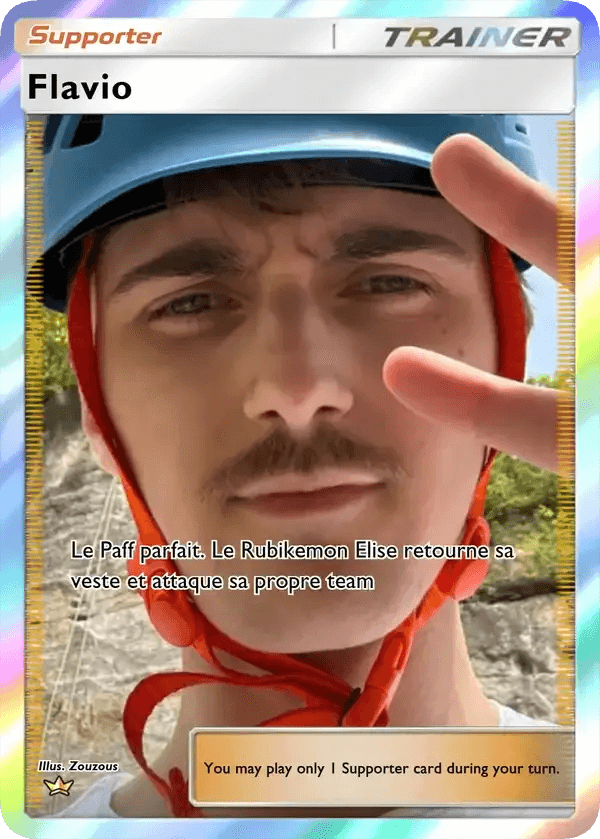 Supporter
TRAINER
Flavio
Le Paff parfait. Le Rubikemon Elise retourne sa
veste et attaque sa propre team
Illus. Zouzous
You may play only 1 Supporter card during your turn.